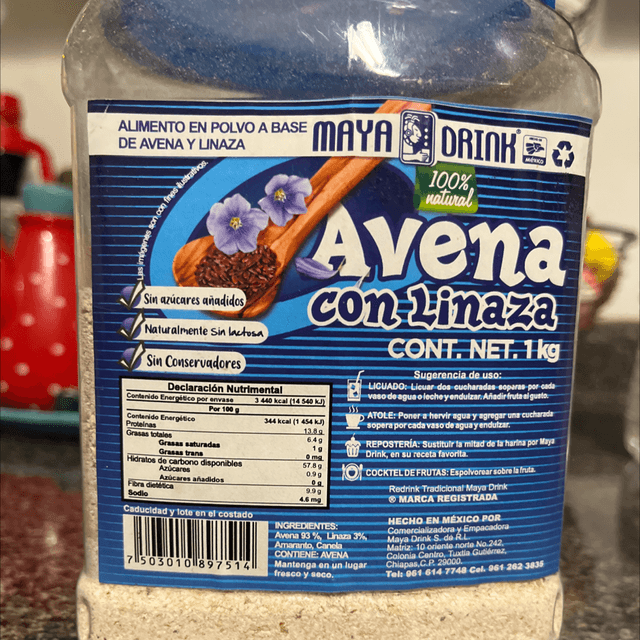 ALIMENTO EN POLVO A BASE
DE AVENA Y LINAZA
MAYA DRINK®
HECHO EN
MÉXICO
100%
natural
Las imágenes son con fines ilustrativos.
Avena
con Linaza
CONT. NET. 1 kg
Sin azúcares añadidos
Naturalmente Sin lactosa
Sin Conservadores
Declaración Nutrimental
Contenido Energético por envase 3 440 kcal (14 540 kJ)
Por 100 g
Contenido Energético 344 kcal (1 454 kJ)
Proteínas 13.8 g
Grasas totales 6.4 g
Grasas saturadas 1 g
Grasas trans 0 mg
Hidratos de carbono disponibles 57.8 g
Azúcares 0.9 g
Azúcares añadidos 0 g
Fibra dietética 9.9 g
Sodio 4.6 mg
Caducidad y lote en el costado
7 503010 897514
INGREDIENTES:
Avena 93 %, Linaza 3%,
Amaranto, Canela
CONTIENE: AVENA
Mantenga en un lugar
fresco y seco.
Sugerencia de uso:
LICUADO: Licuar dos cucharadas soperas por cada
vaso de agua o leche y endulzar. Añadir fruta al gusto.
ATOLE: Poner a hervir agua y agregar una cucharada
sopera por cada vaso de agua y endulzar.
REPOSTERÍA: Sustituir la mitad de la harina por Maya
Drink, en su receta favorita.
COCKTEL DE FRUTAS: Espolvorear sobre la fruta.
Redrink Tradicional Maya Drink
® MARCA REGISTRADA
HECHO EN MÉXICO POR
Comercializadora y Empacadora
Maya Drink S. de R.L.
Matriz: 10 oriente norte No.242,
Colonia Centro, Tuxtla Gutiérrez,
Chiapas,C.P. 29000.
Tel: 961 614 7748 Cel. 961 262 3835